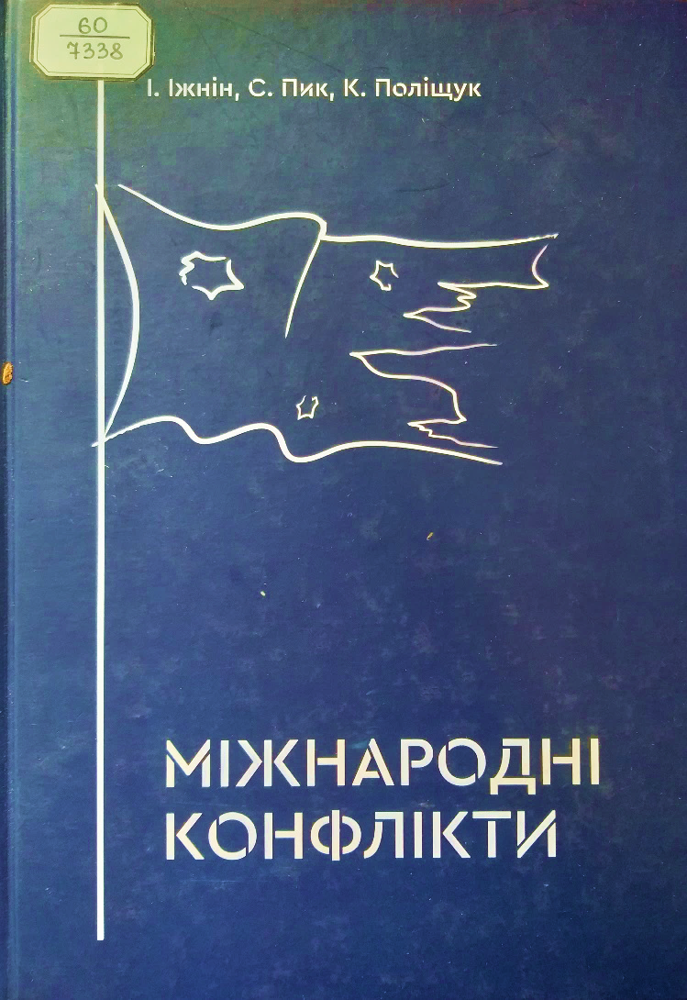 60
7338
І. Іжнін, С. Пик, К. Поліщук
МІЖНАРОДНІ
КОНФЛІКТИ